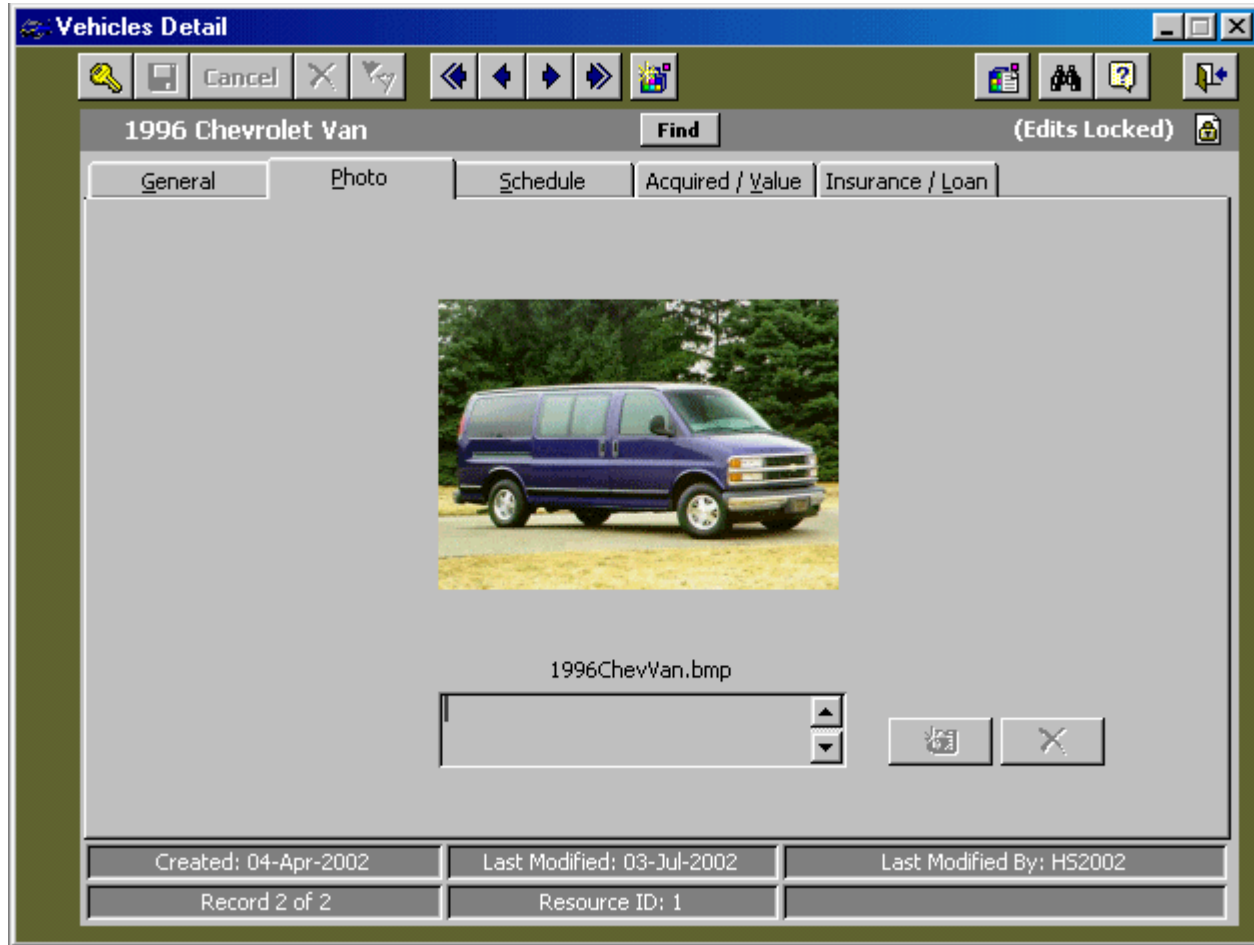 Vehicles Detail
Cancel
1996 Chevrolet Van
Find
(Edits Locked)
General
Photo
Schedule
Acquired / Value
Insurance / Loan
1996ChevVan.bmp
Created: 04-Apr-2002
Last Modified: 03-Jul-2002
Last Modified By: HS2002
Record 2 of 2
Resource ID: 1